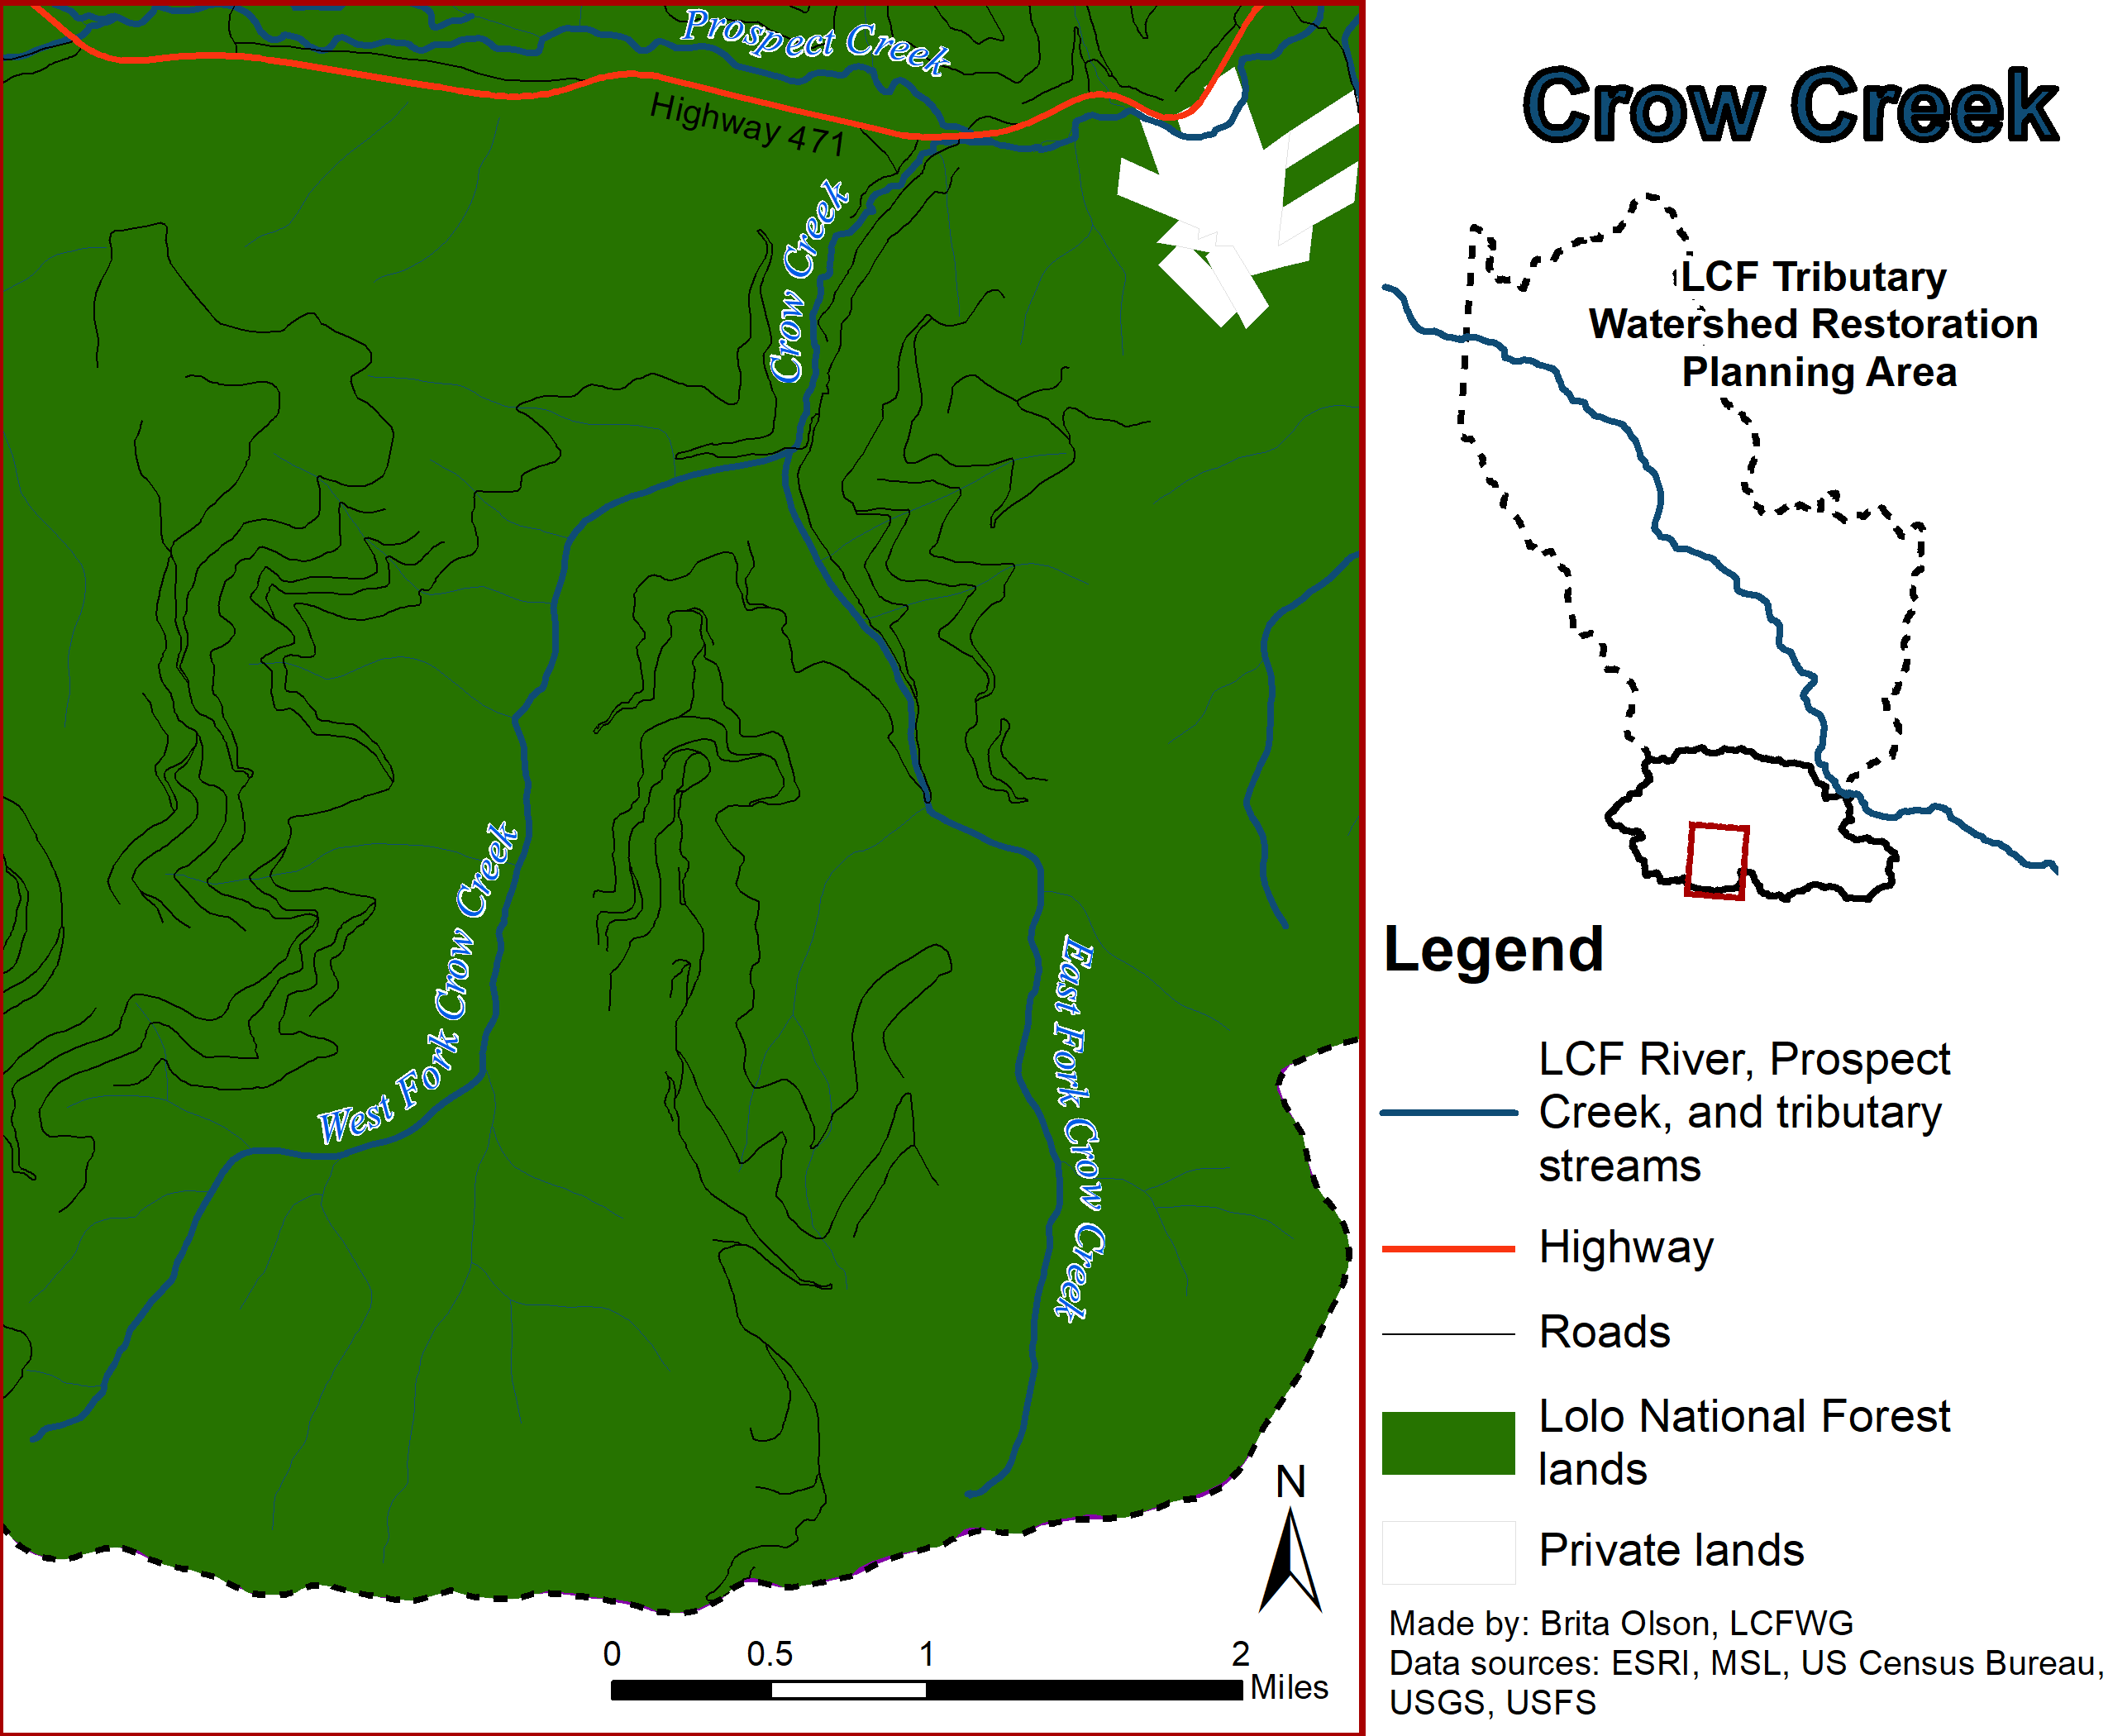 Prospect Creek
Highway 471
Crow Creek
West Fork Crow Creek
East Fork Crow Creek
N
0 0.5 1 2
Miles
Crow Creek
LCF Tributary
Watershed Restoration
Planning Area
Legend
LCF River, Prospect
Creek, and tributary
streams
Highway
Roads
Lolo National Forest
lands
Private lands
Made by: Brita Olson, LCFWG
Data sources: ESRI, MSL, US Census Bureau,
USGS, USFS